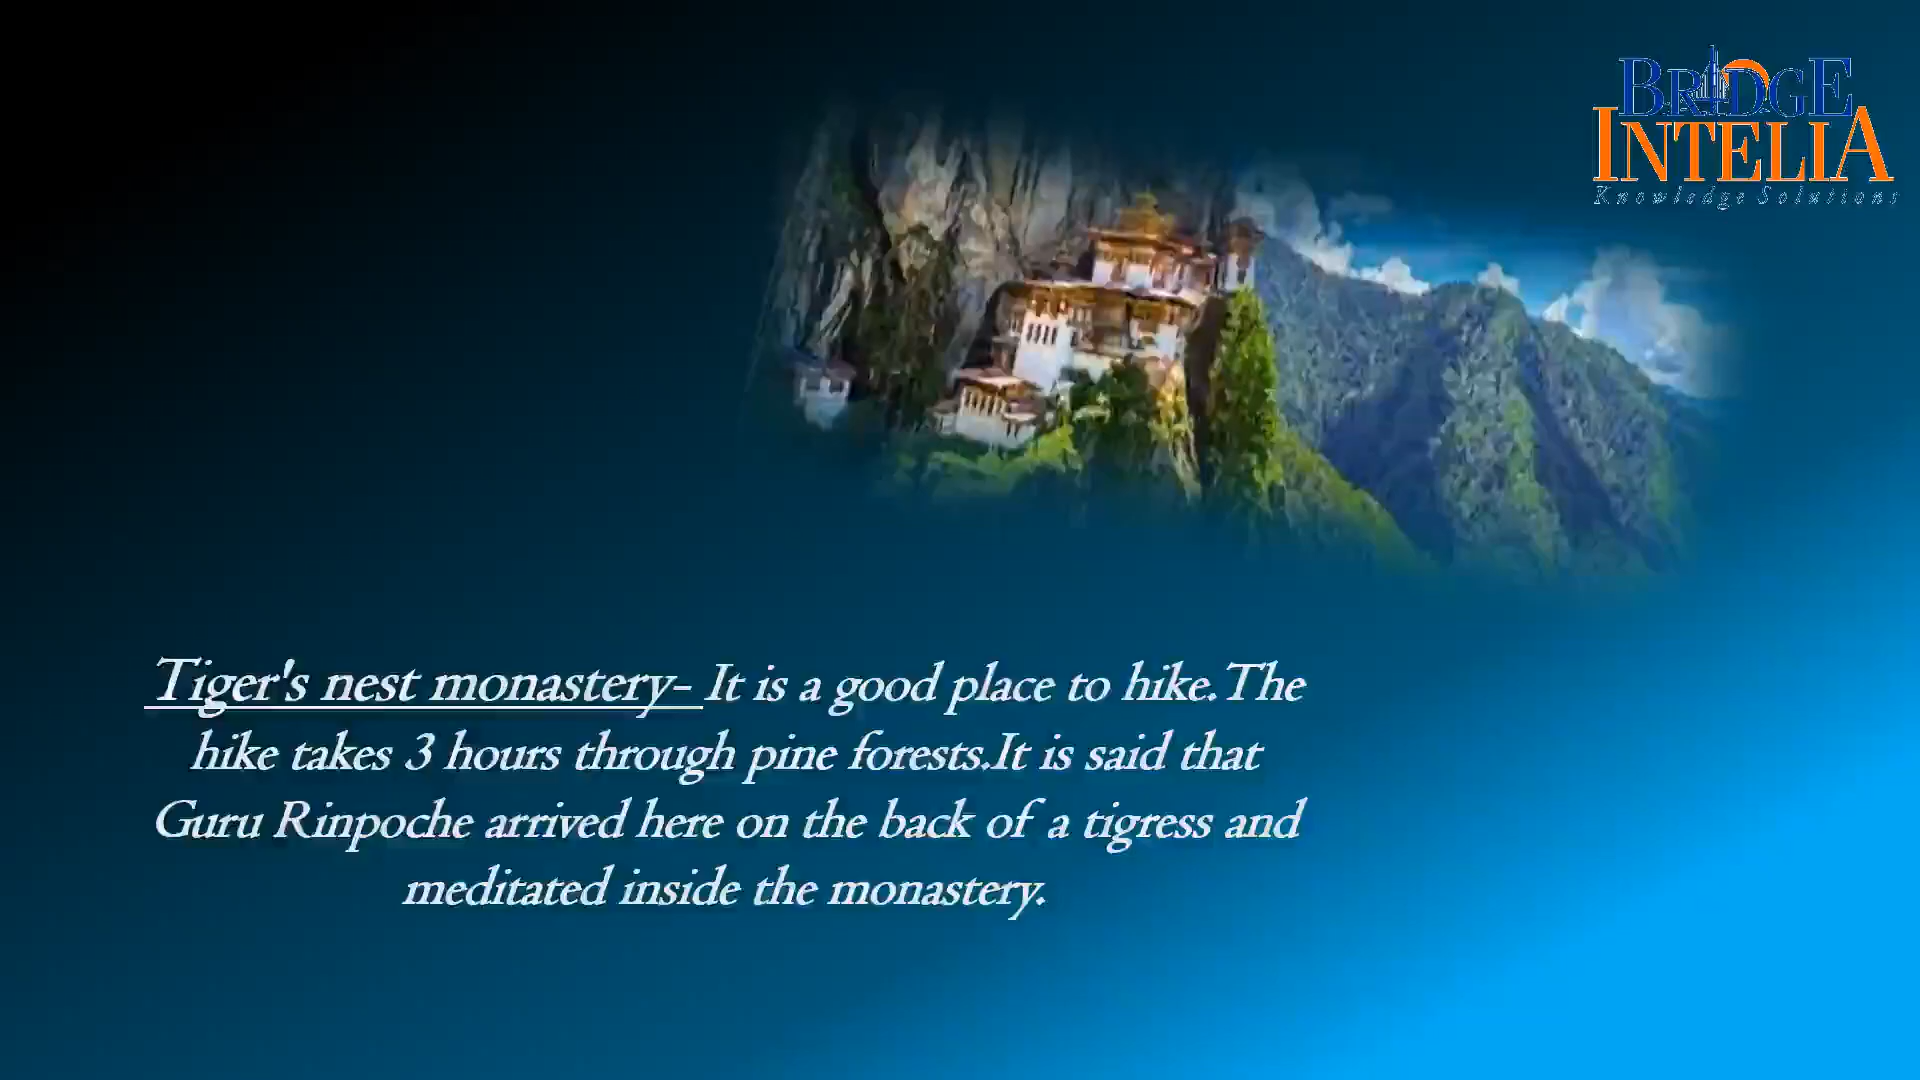 BRIDGE
INTELIA
Knowledge Solutions
Tiger's nest monastery- It is a good place to hike.The
hike takes 3 hours through pine forests.It is said that
Guru Rinpoche arrived here on the back of a tigress and
meditated inside the monastery.